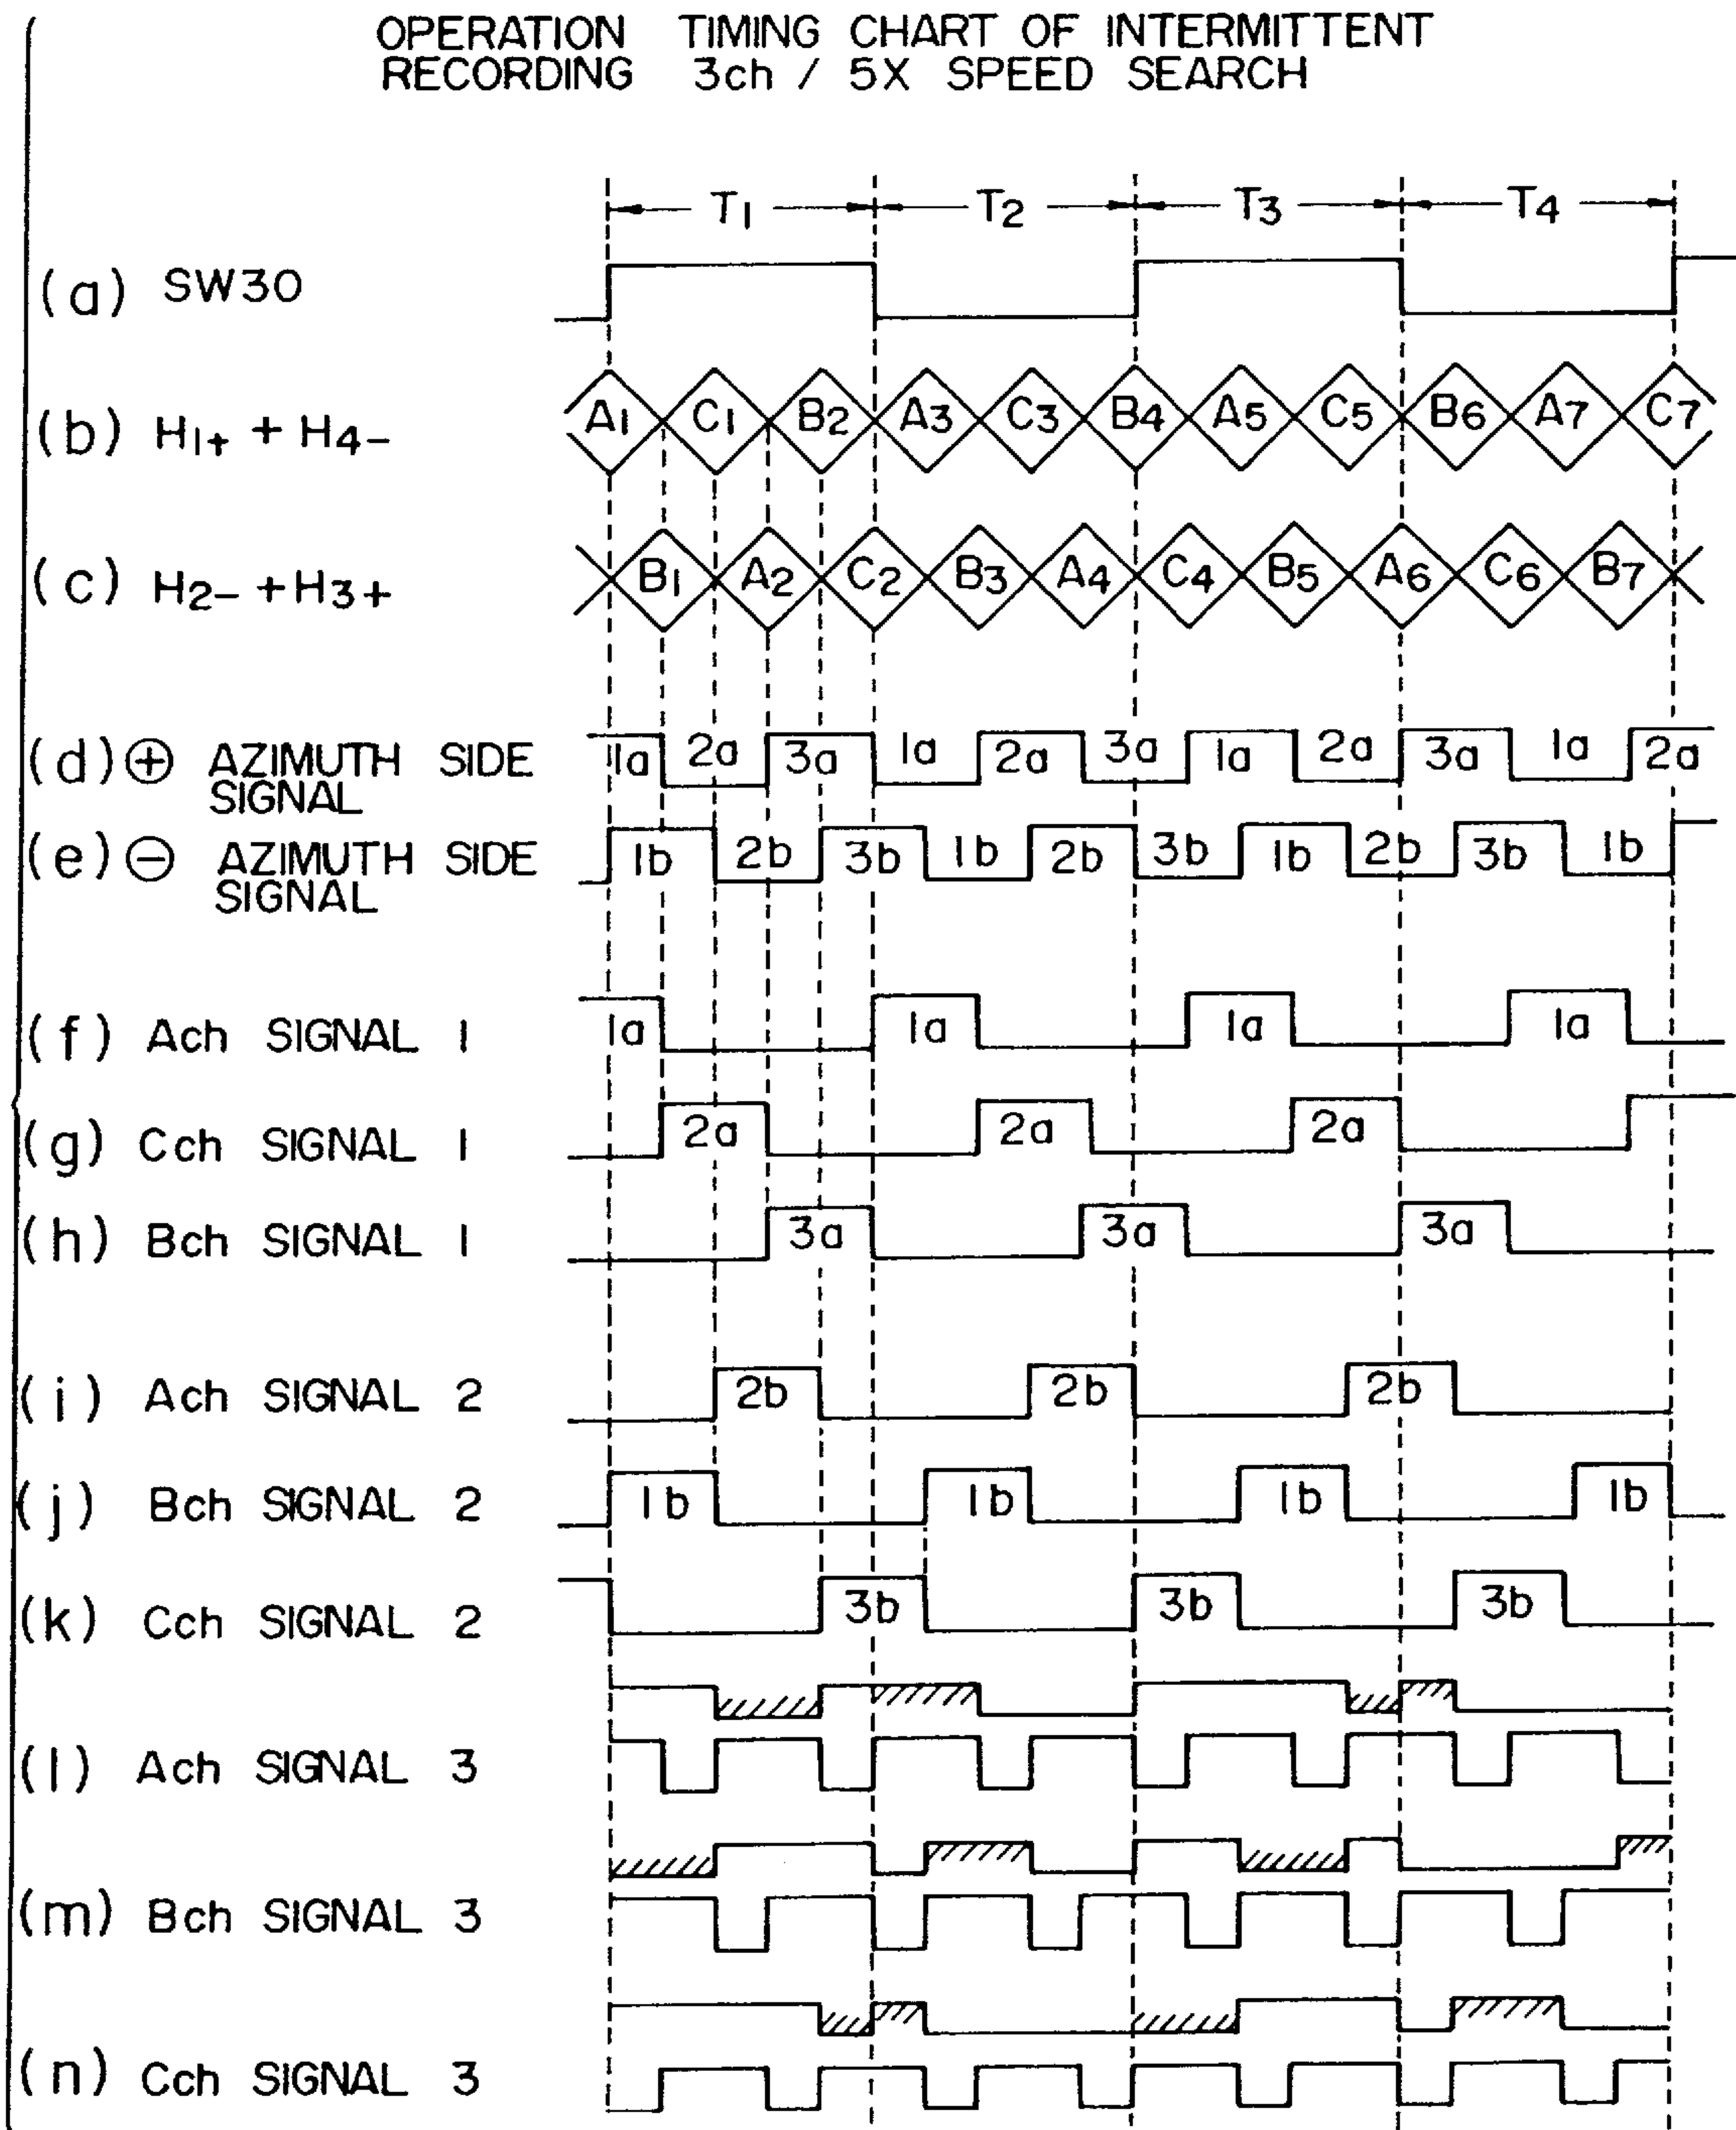 OPERATION TIMING CHART OF INTERMITTENT
RECORDING 3ch / 5X SPEED SEARCH
T1 T2 T3 T4
(a) SW30
(b) H1+ + H4- A1 C1 B2 A3 C3 B4 A5 C5 B6 A7 C7
(c) H2- + H3+ B1 A2 C2 B3 A4 C4 B5 A6 C6 B7
(d) ⊕ AZIMUTH SIDE 1a 2a 3a 1a 2a 3a 1a 2a 3a 1a 2a
SIGNAL
(e) ⊖ AZIMUTH SIDE 1b 2b 3b 1b 2b 3b 1b 2b 3b 1b
SIGNAL
(f) Ach SIGNAL 1 1a 1a 1a 1a
(g) Cch SIGNAL 1 2a 2a 2a
(h) Bch SIGNAL 1 3a 3a 3a
(i) Ach SIGNAL 2 2b 2b 2b
(j) Bch SIGNAL 2 1b 1b 1b 1b
(k) Cch SIGNAL 2 3b 3b 3b
(l) Ach SIGNAL 3
(m) Bch SIGNAL 3
(n) Cch SIGNAL 3